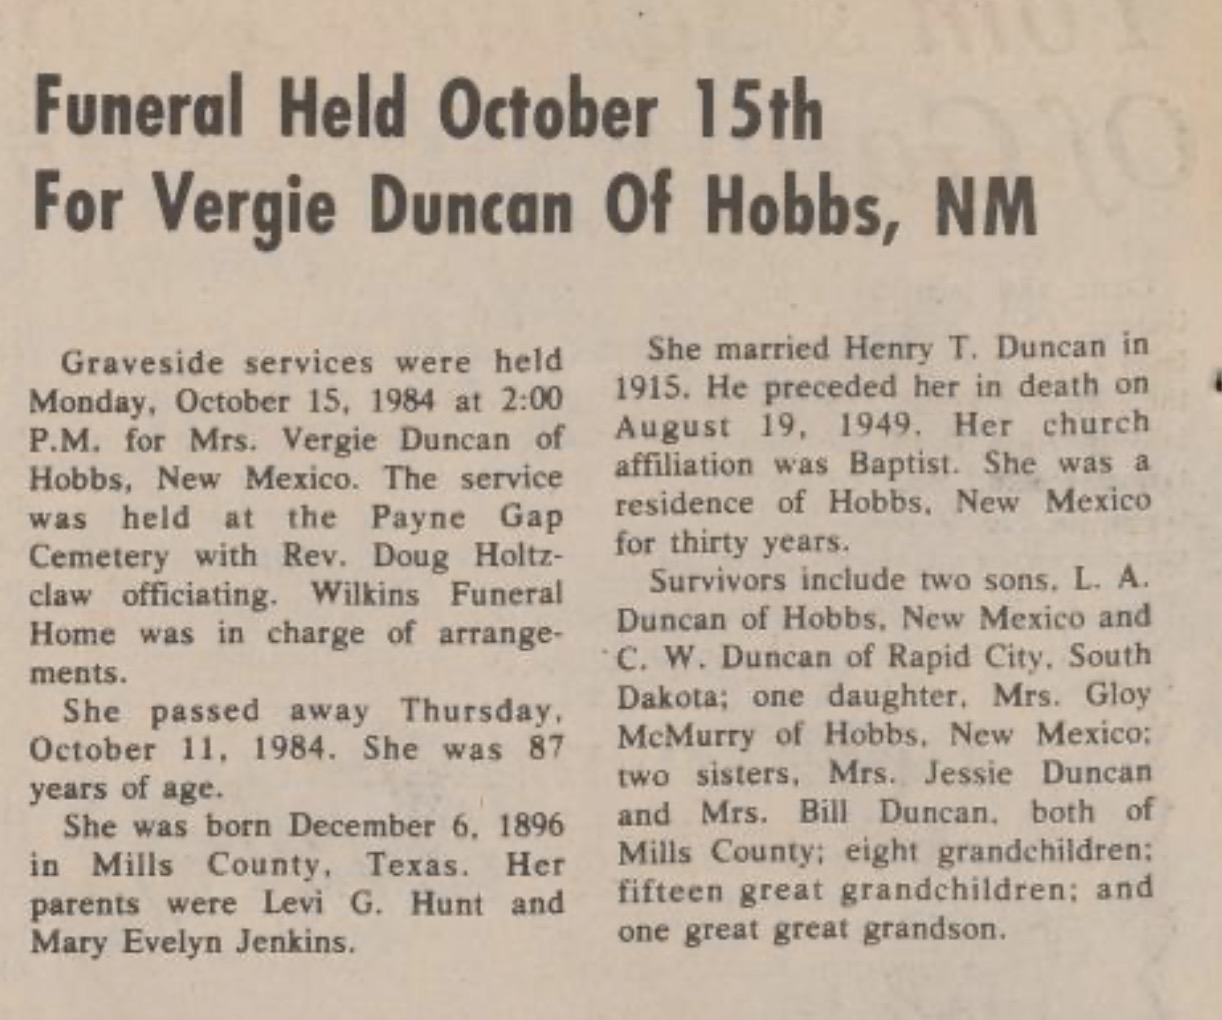 Funeral Held October 15th
For Vergie Duncan Of Hobbs, NM
Graveside services were held
Monday, October 15, 1984 at 2:00
P.M. for Mrs. Vergie Duncan of
Hobbs, New Mexico. The service
was held at the Payne Gap
Cemetery with Rev. Doug Holtz-
claw officiating. Wilkins Funeral
Home was in charge of arrange-
ments.
She passed away Thursday,
October 11, 1984. She was 87
years of age.
She was born December 6, 1896
in Mills County, Texas. Her
parents were Levi G. Hunt and
Mary Evelyn Jenkins.
She married Henry T. Duncan in
1915. He preceded her in death on
August 19, 1949. Her church
affiliation was Baptist. She was a
residence of Hobbs, New Mexico
for thirty years.
Survivors include two sons, L. A.
Duncan of Hobbs, New Mexico and
C. W. Duncan of Rapid City, South
Dakota; one daughter, Mrs. Gloy
McMurry of Hobbs, New Mexico;
two sisters, Mrs. Jessie Duncan
and Mrs. Bill Duncan, both of
Mills County; eight grandchildren;
fifteen great grandchildren; and
one great great grandson.